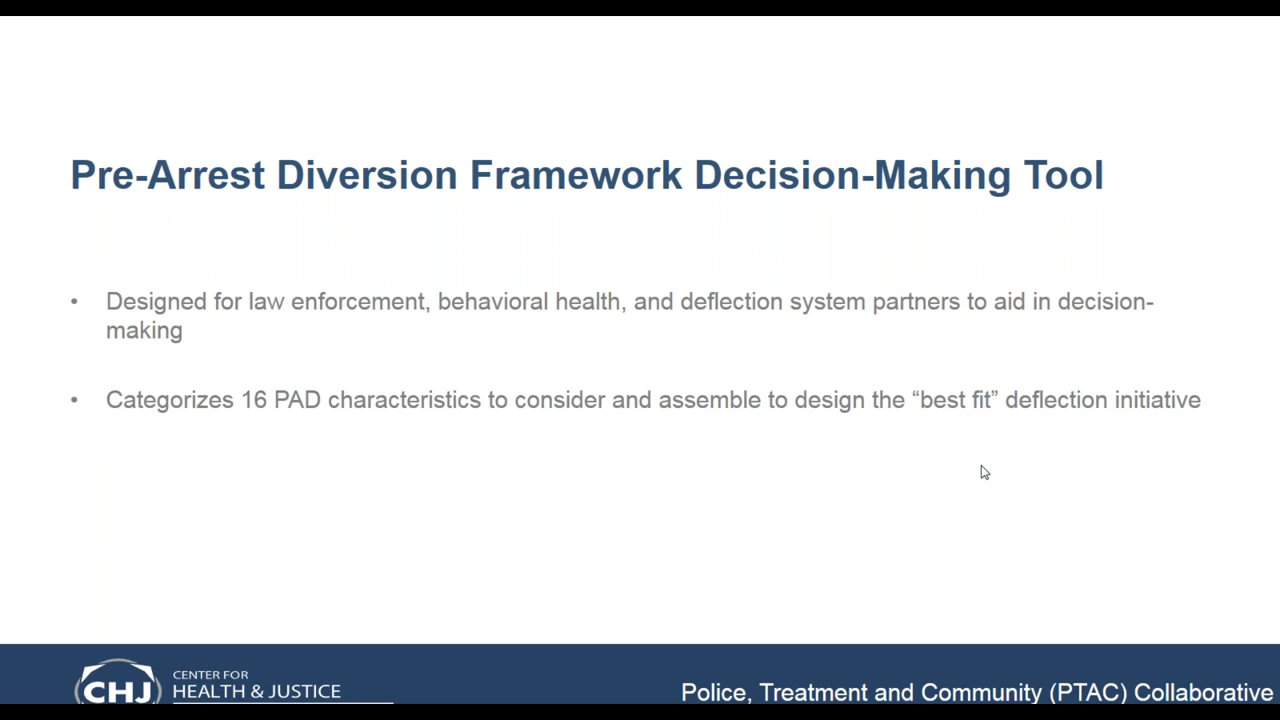 Pre-Arrest Diversion Framework Decision-Making Tool
• Designed for law enforcement, behavioral health, and deflection system partners to aid in decision-
making
• Categorizes 16 PAD characteristics to consider and assemble to design the “best fit” deflection initiative
CHJ
CENTER FOR
HEALTH & JUSTICE
Police, Treatment and Community (PTAC) Collaborative